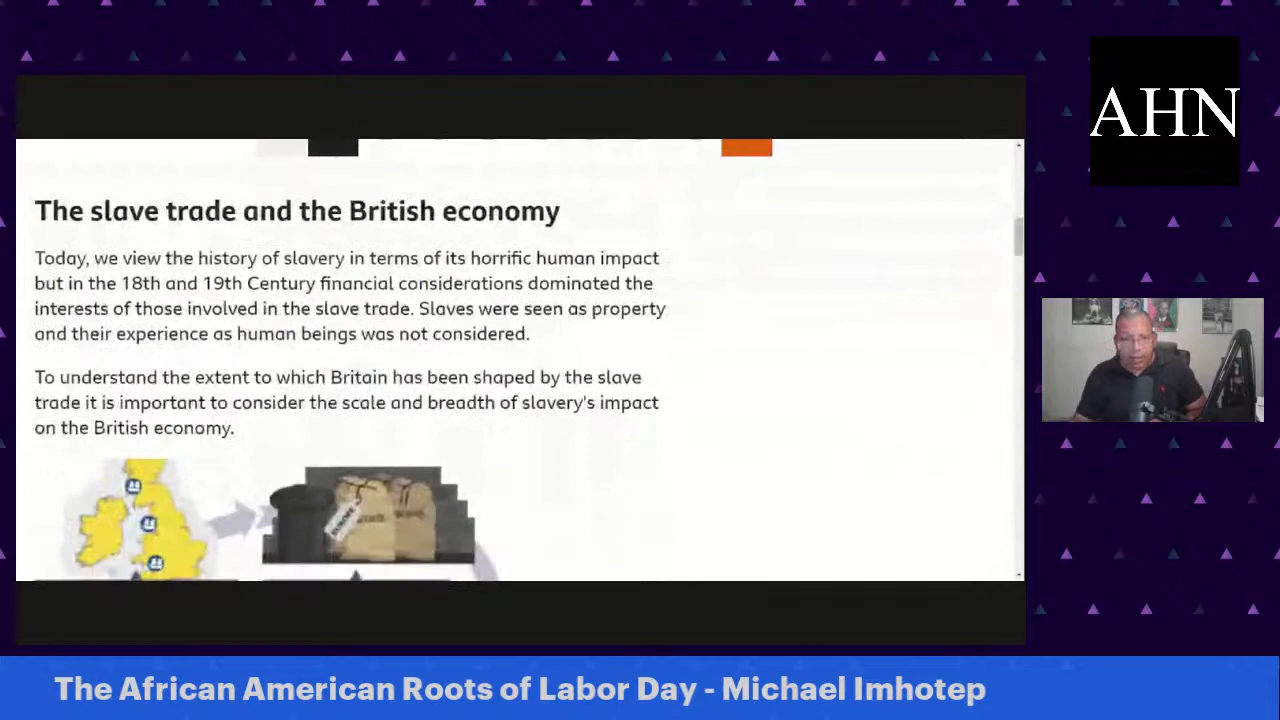 AHN
The slave trade and the British economy
Today, we view the history of slavery in terms of its horrific human impact
but in the 18th and 19th Century financial considerations dominated the
interests of those involved in the slave trade. Slaves were seen as property
and their experience as human beings was not considered.
To understand the extent to which Britain has been shaped by the slave
trade it is important to consider the scale and breadth of slavery's impact
on the British economy.
The African American Roots of Labor Day - Michael Imhotep